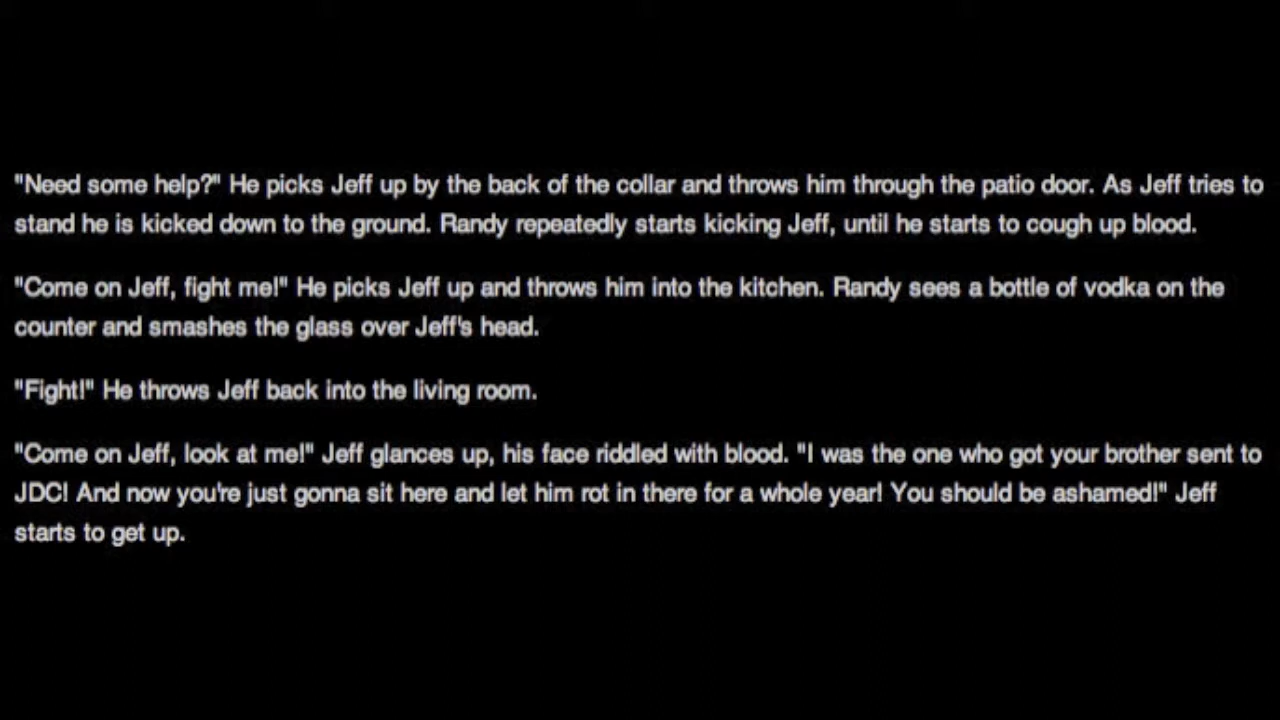 "Need some help?" He picks Jeff up by the back of the collar and throws him through the patio door. As Jeff tries to
stand he is kicked down to the ground. Randy repeatedly starts kicking Jeff, until he starts to cough up blood.
"Come on Jeff, fight me!" He picks Jeff up and throws him into the kitchen. Randy sees a bottle of vodka on the
counter and smashes the glass over Jeff's head.
"Fight!" He throws Jeff back into the living room.
"Come on Jeff, look at me!" Jeff glances up, his face riddled with blood. "I was the one who got your brother sent to
JDC! And now you're just gonna sit here and let him rot in there for a whole year! You should be ashamed!" Jeff
starts to get up.